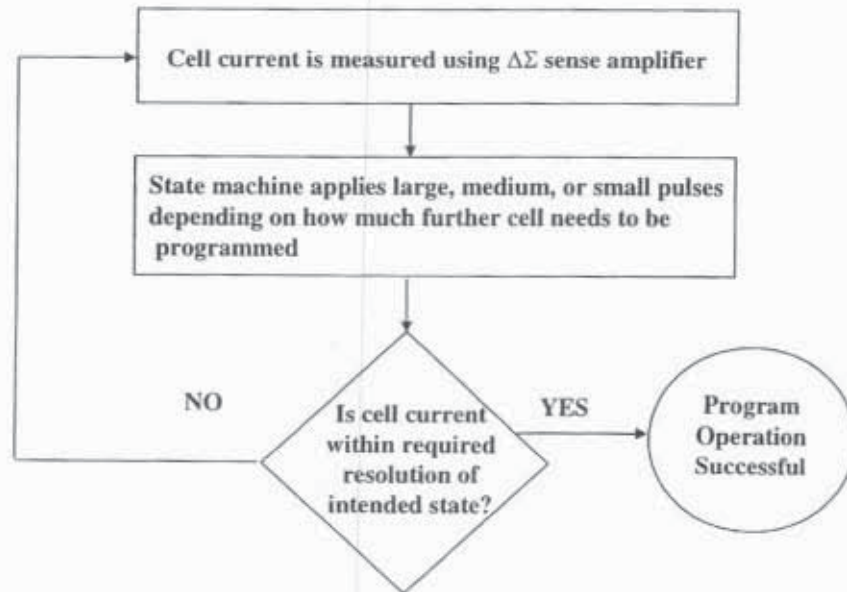 Cell current is measured using ΔΣ sense amplifier
State machine applies large, medium, or small pulses
depending on how much further cell needs to be
programmed
NO
Is cell current
within required
resolution of
intended state?
YES
Program
Operation
Successful